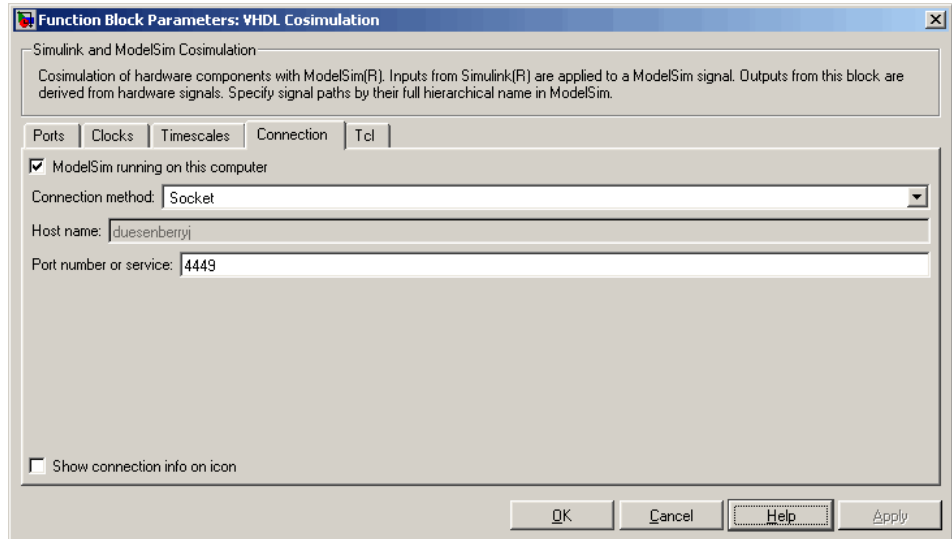 Function Block Parameters: VHDL Cosimulation
Simulink and ModelSim Cosimulation
Cosimulation of hardware components with ModelSim(R). Inputs from Simulink(R) are applied to a ModelSim signal. Outputs from this block are
derived from hardware signals. Specify signal paths by their full hierarchical name in ModelSim.
Ports Clocks Timescales Connection Tcl
ModelSim running on this computer
Connection method: Socket
Host name: duesenberryj
Port number or service: 4449
Show connection info on icon
OK Cancel Help Apply